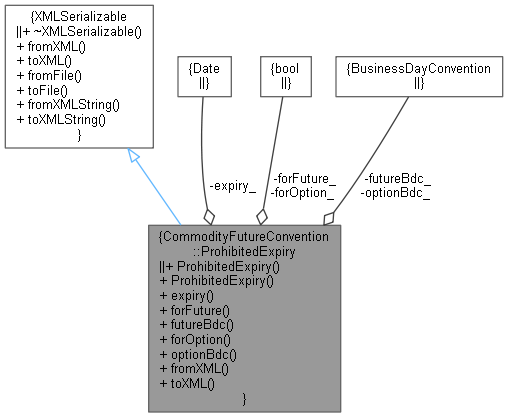 {XMLSerializable
||+ ~XMLSerializable()
+ fromXML()
+ toXML()
+ fromFile()
+ toFile()
+ fromXMLString()
+ toXMLString()
}
{Date
||}
{bool
||}
{BusinessDayConvention
||}
-expiry_
-forFuture_
-forOption_
-futureBdc_
-optionBdc_
{CommodityFutureConvention
::ProhibitedExpiry
||+ ProhibitedExpiry()
+ ProhibitedExpiry()
+ expiry()
+ forFuture()
+ futureBdc()
+ forOption()
+ optionBdc()
+ fromXML()
+ toXML()
}